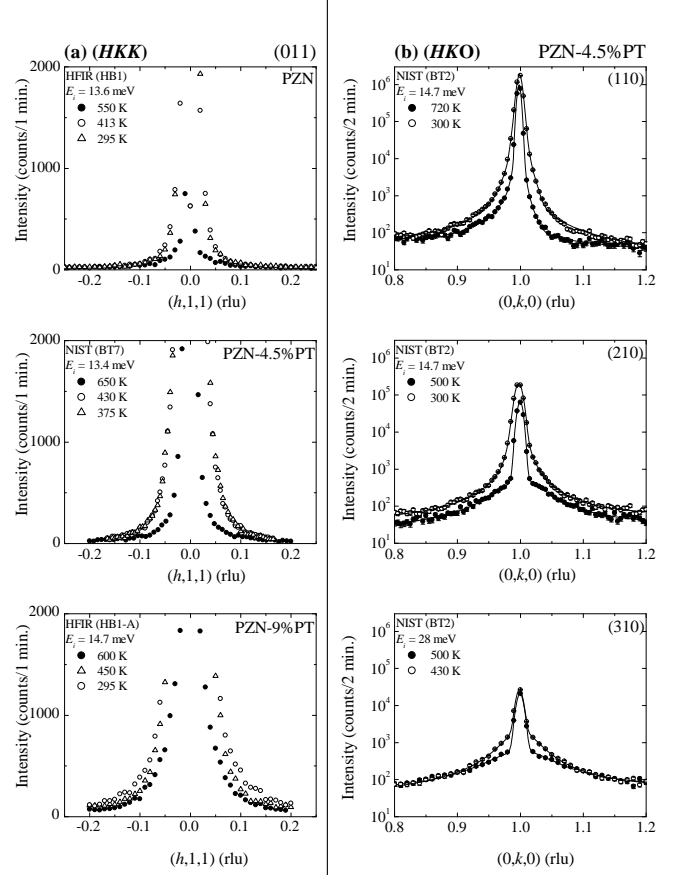 (a) (HKK) (011)
2000
HFIR (HB1)
PZN
Ei = 13.6 meV
550 K
413 K
295 K
1000
0
-0.2 -0.1 0.0 0.1 0.2
(h,1,1) (rlu)
Intensity (counts/1 min.)
2000
NIST (BT7)
PZN-4.5%PT
Ei = 13.4 meV
650 K
430 K
375 K
1000
0
-0.2 -0.1 0.0 0.1 0.2
(h,1,1) (rlu)
Intensity (counts/1 min.)
2000
HFIR (HB1-A)
PZN-9%PT
Ei = 14.7 meV
600 K
450 K
295 K
1000
0
-0.2 -0.1 0.0 0.1 0.2
(h,1,1) (rlu)
Intensity (counts/1 min.)
(b) (HKO) PZN-4.5%PT
NIST (BT2)
(110)
Ei = 14.7 meV
720 K
300 K
10^6
10^5
10^4
10^3
10^2
10^1
0.8 0.9 1.0 1.1 1.2
(0,k,0) (rlu)
Intensity (counts/2 min.)
NIST (BT2)
(210)
Ei = 14.7 meV
500 K
300 K
10^6
10^5
10^4
10^3
10^2
10^1
0.8 0.9 1.0 1.1 1.2
(0,k,0) (rlu)
Intensity (counts/2 min.)
NIST (BT2)
(310)
Ei = 28 meV
500 K
430 K
10^6
10^5
10^4
10^3
10^2
10^1
0.8 0.9 1.0 1.1 1.2
(0,k,0) (rlu)
Intensity (counts/2 min.)